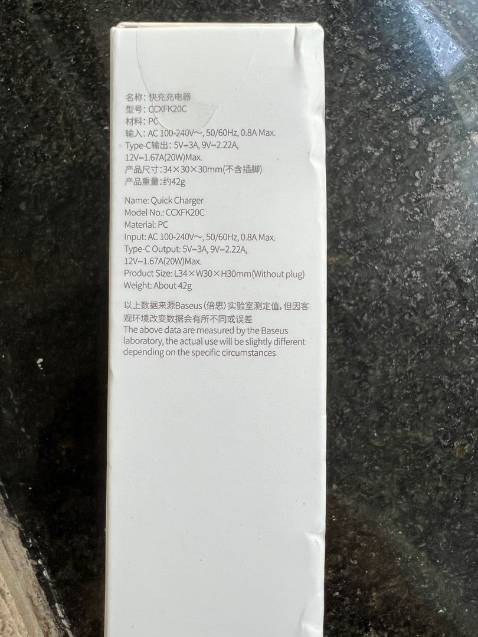 名称：快充充电器
型号：CCXFK20C
材料：PC
输入：AC 100-240V～, 50/60Hz, 0.8A Max.
Type-C输出：5V⎓3A, 9V⎓2.22A,
12V⎓1.67A(20W)Max.
产品尺寸：34×30×30mm(不含插脚)
产品重量：约42g
Name: Quick Charger
Model No.: CCXFK20C
Material: PC
Input: AC 100-240V～, 50/60Hz, 0.8A Max.
Type-C Output: 5V⎓3A, 9V⎓2.22A,
12V⎓1.67A(20W)Max.
Product Size: L34×W30×H30mm(Without plug)
Weight: About 42g
以上数据来源Baseus（倍思）实验室测定值，但因客
观环境改变数据会有所不同或误差
The above data are measured by the Baseus
laboratory, the actual use will be slightly different
depending on the specific circumstances